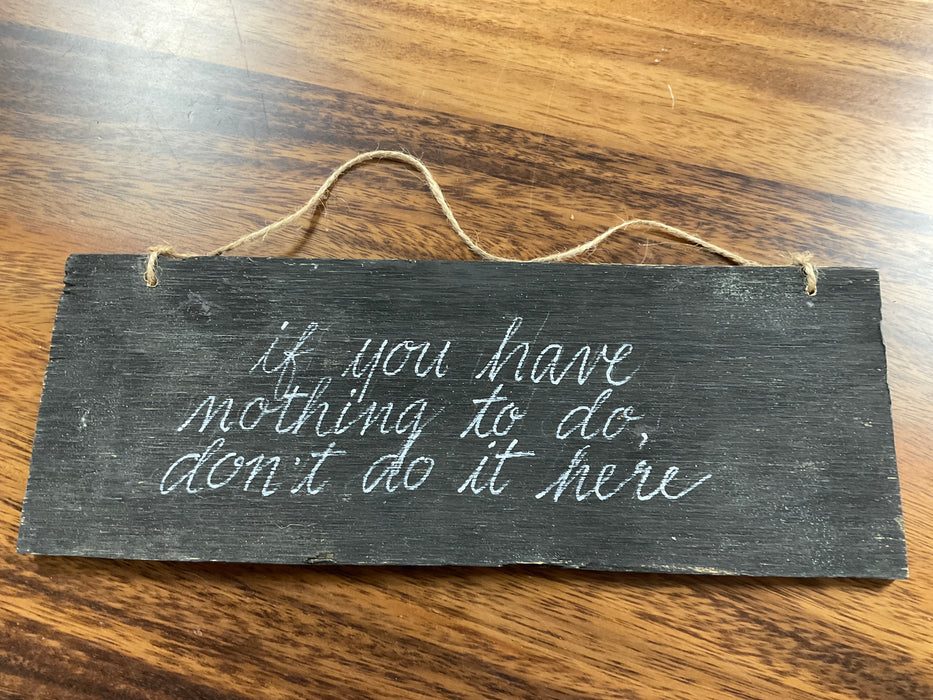 if you have
nothing to do,
don't do it here